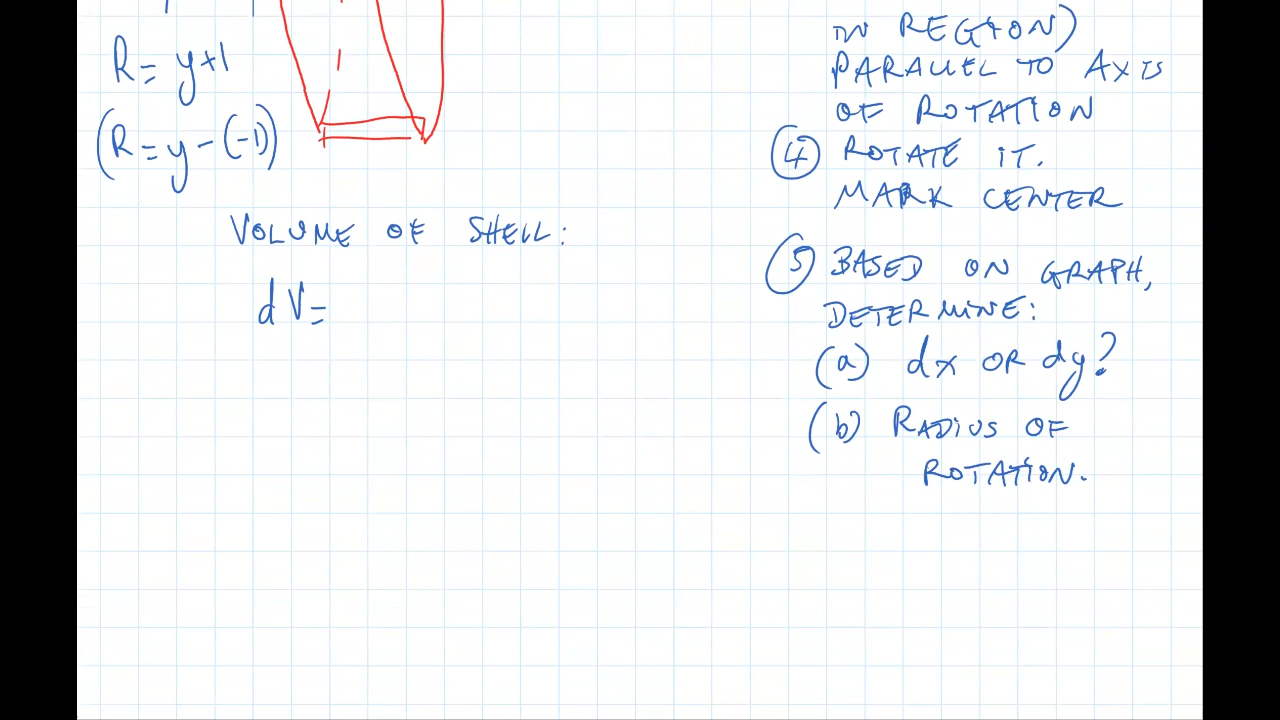 R = y+1
(R = y - (-1))
VOLUME OF SHELL:
dV=
IN REGION)
PARALLEL TO AXIS
OF ROTATION
④ ROTATE IT.
MARK CENTER
⑤ BASED ON GRAPH,
DETERMINE:
(a) dx OR dy?
(b) RADIUS OF
ROTATION.